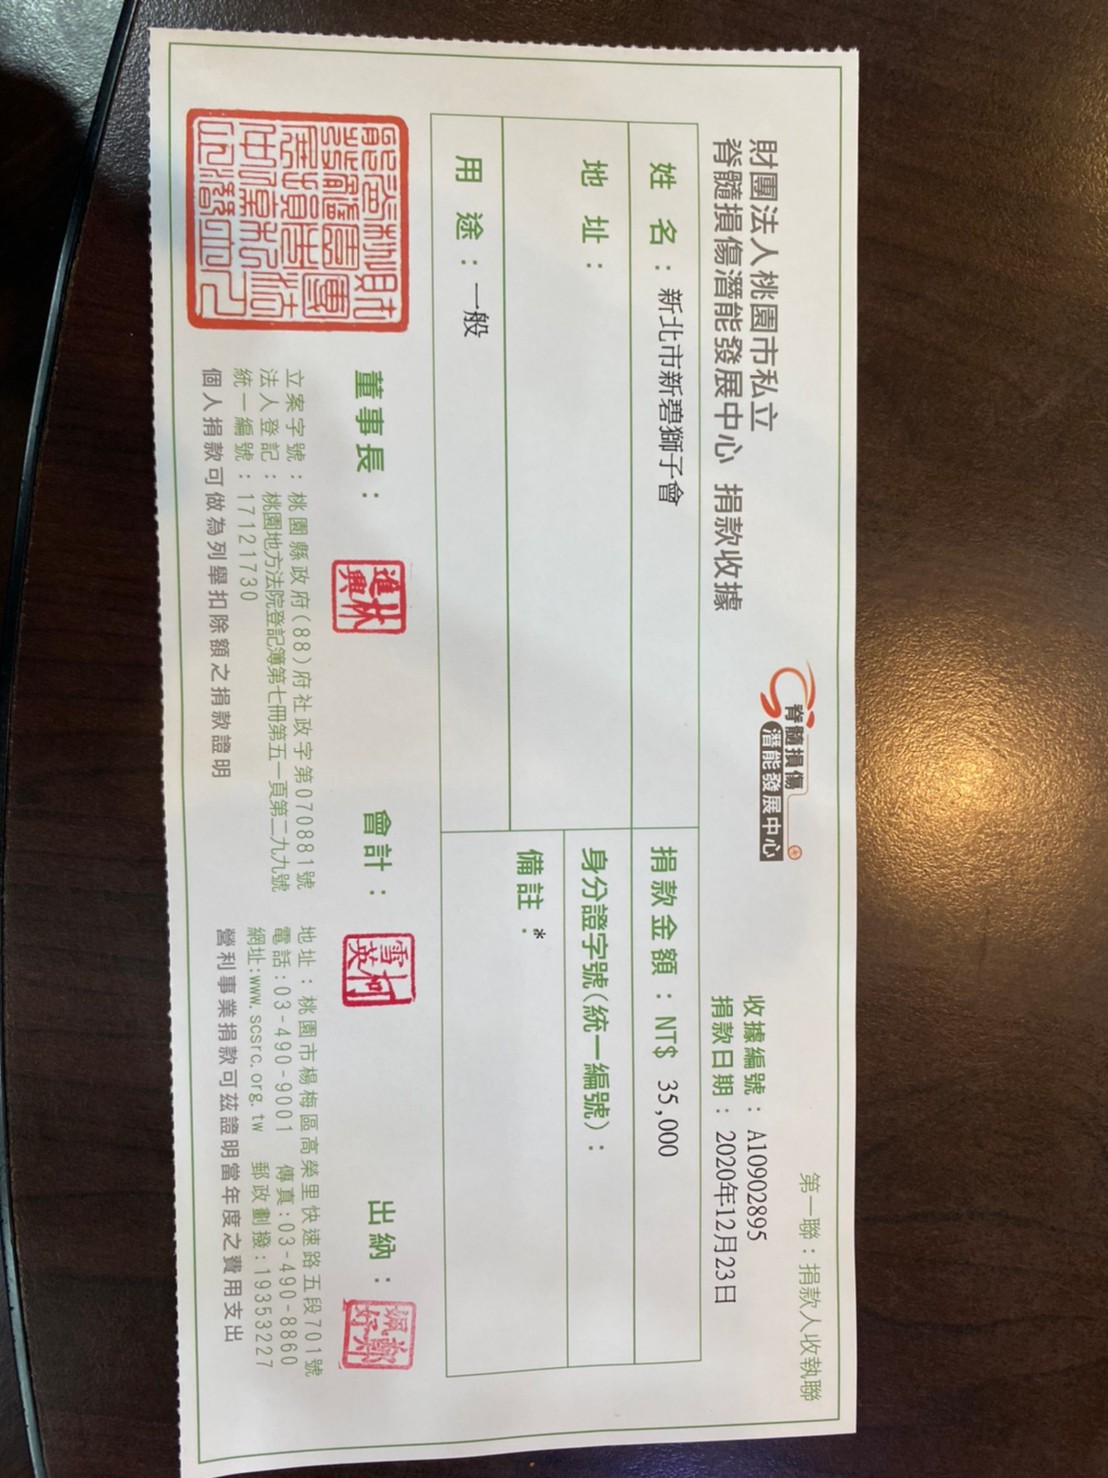 第一聯：捐款人收執聯
財團法人桃園市私立
脊髓損傷潛能發展中心 捐款收據
脊髓損傷
潛能發展中心
收據編號：A10902895
捐款日期：2020年12月23日
姓名：新北市新碧獅子會
捐款金額：NT$ 35,000
地址：
身分證字號(統一編號)：
備註：*
用途：一般
董事長：
林進興
會計：
柯雪英
出納：
立案字號：桃園縣政府(88)府社政字第070881號
法人登記：桃園地方法院登記簿第七冊第五一頁第二九九號
統一編號：17121730
個人捐款可做為列舉扣除額之捐款證明
地址：桃園市楊梅區高榮里快速路五段701號
電話:03-490-9001 傳真:03-490-8860
網址:www.scsrc.org.tw 郵政劃撥:19353227
營利事業捐款可茲證明當年度之費用支出